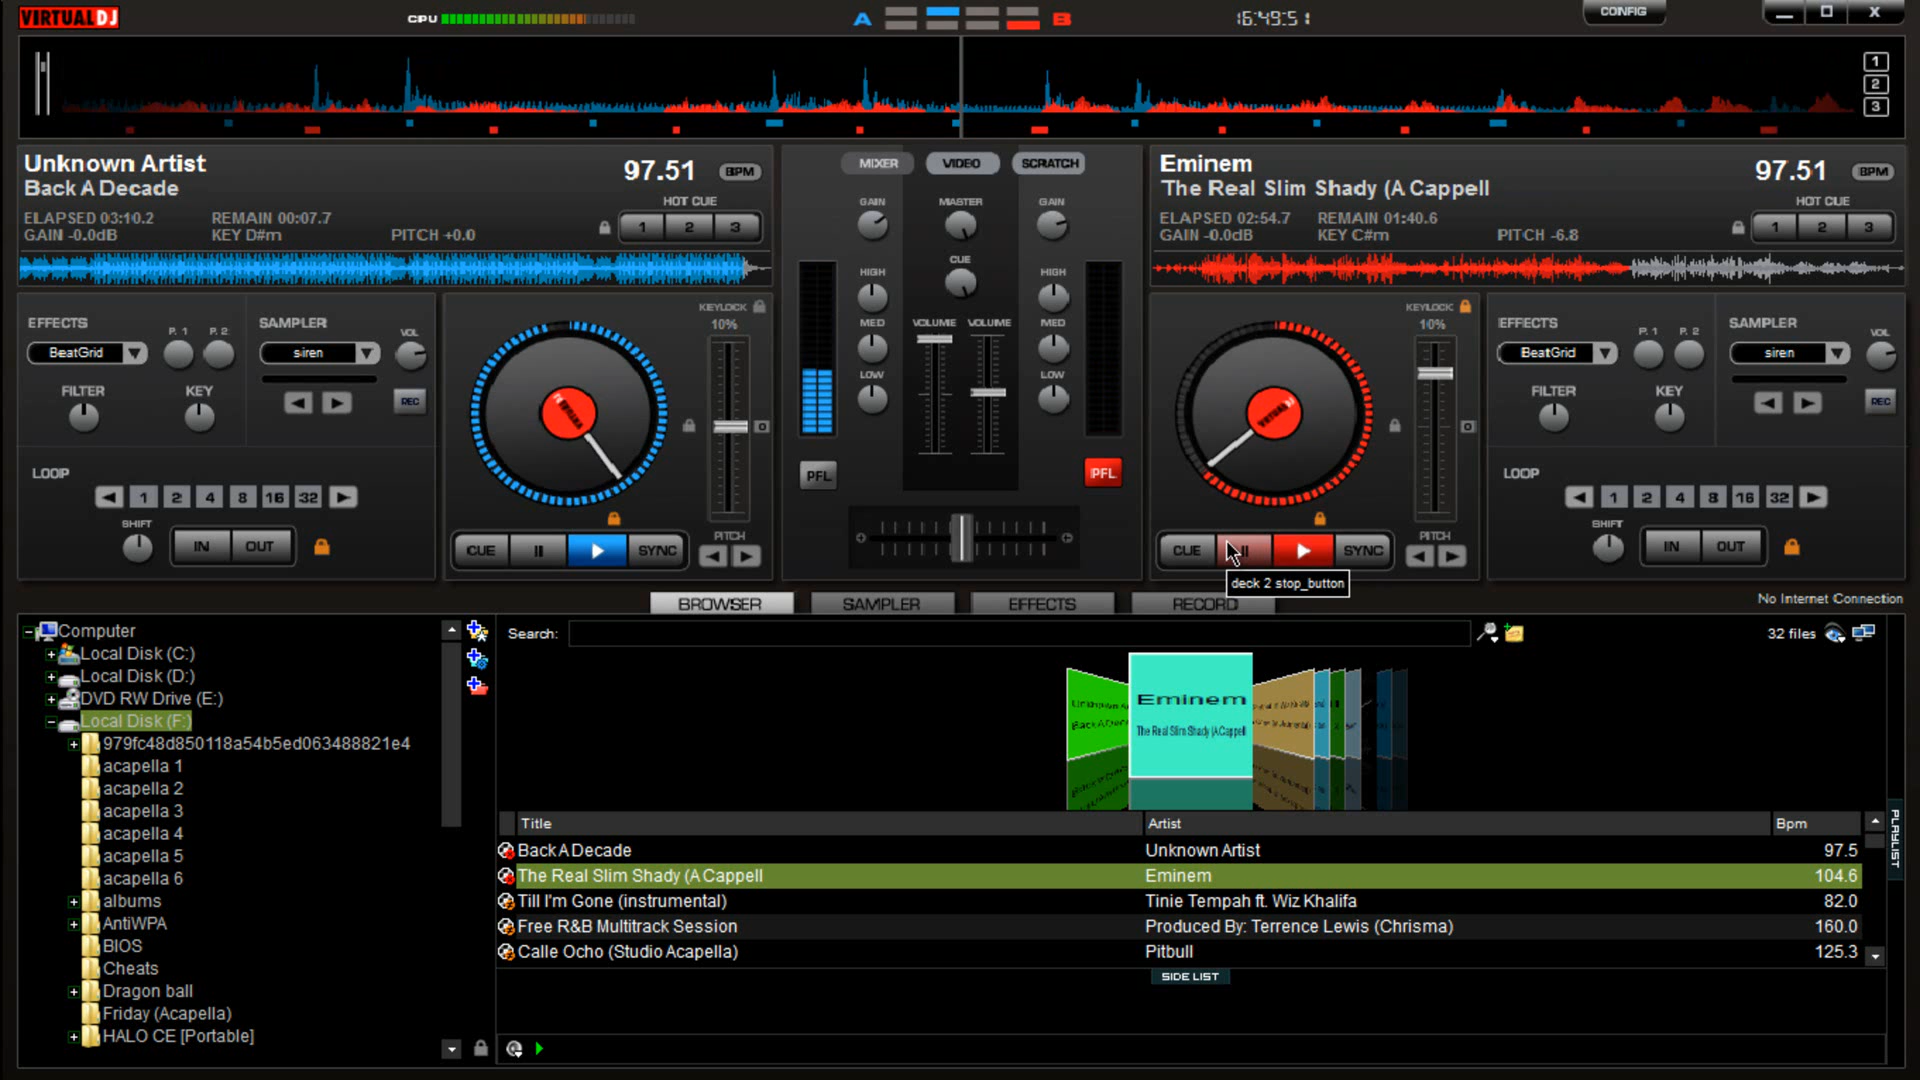 VIRTUALDJ
CPU
A
B
16:49:51
CONFIG
1
2
3
Unknown Artist
Back A Decade
97.51 BPM
HOT CUE
ELAPSED 03:10.2 REMAIN 00:07.7
GAIN -0.0dB KEY D#m PITCH +0.0
1 2 3
MIXER VIDEO SCRATCH
GAIN MASTER GAIN
CUE
HIGH HIGH
MED VOLUME VOLUME MED
LOW LOW
PFL PFL
Eminem
The Real Slim Shady (A Cappell
97.51 BPM
HOT CUE
ELAPSED 02:54.7 REMAIN 01:40.6
GAIN -0.0dB KEY C#m PITCH -6.8
1 2 3
EFFECTS P. 1 P. 2 SAMPLER VOL
BeatGrid siren
FILTER KEY REC
LOOP
1 2 4 8 16 32
SHIFT IN OUT
KEYLOCK
10%
0
PITCH
CUE SYNC
KEYLOCK
10%
0
PITCH
CUE SYNC
deck 2 stop_button
EFFECTS P. 1 P. 2 SAMPLER VOL
BeatGrid siren
FILTER KEY REC
LOOP
1 2 4 8 16 32
SHIFT IN OUT
BROWSER SAMPLER EFFECTS RECORD
No Internet Connection
Computer
Local Disk (C:)
Local Disk (D:)
DVD RW Drive (E:)
Local Disk (F:)
979fc48d850118a54b5ed063488821e4
acapella 1
acapella 2
acapella 3
acapella 4
acapella 5
acapella 6
albums
AntiWPA
BIOS
Cheats
Dragon ball
Friday (Acapella)
HALO CE [Portable]
Search:
32 files
Eminem
The Real Slim Shady (A Cappell
Title Artist Bpm
Back A Decade Unknown Artist 97.5
The Real Slim Shady (A Cappell Eminem 104.6
Till I'm Gone (instrumental) Tinie Tempah ft. Wiz Khalifa 82.0
Free R&B Multitrack Session Produced By: Terrence Lewis (Chrisma) 160.0
Calle Ocho (Studio Acapella) Pitbull 125.3
SIDE LIST
PLAYLIST